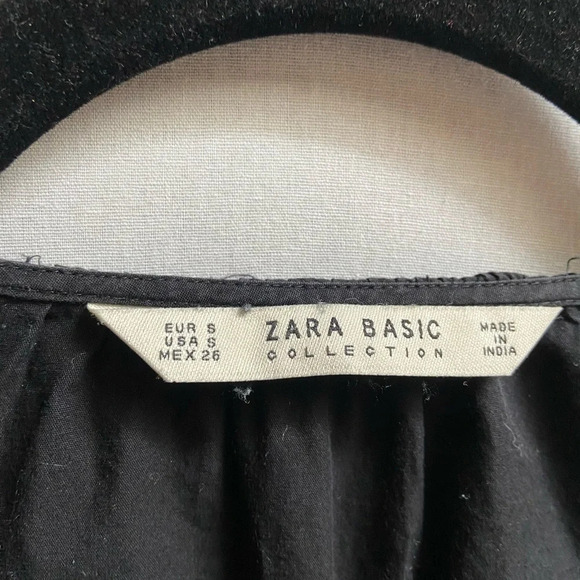 EUR S
USA S
MEX 26
ZARA BASIC
COLLECTION
MADE
IN
INDIA